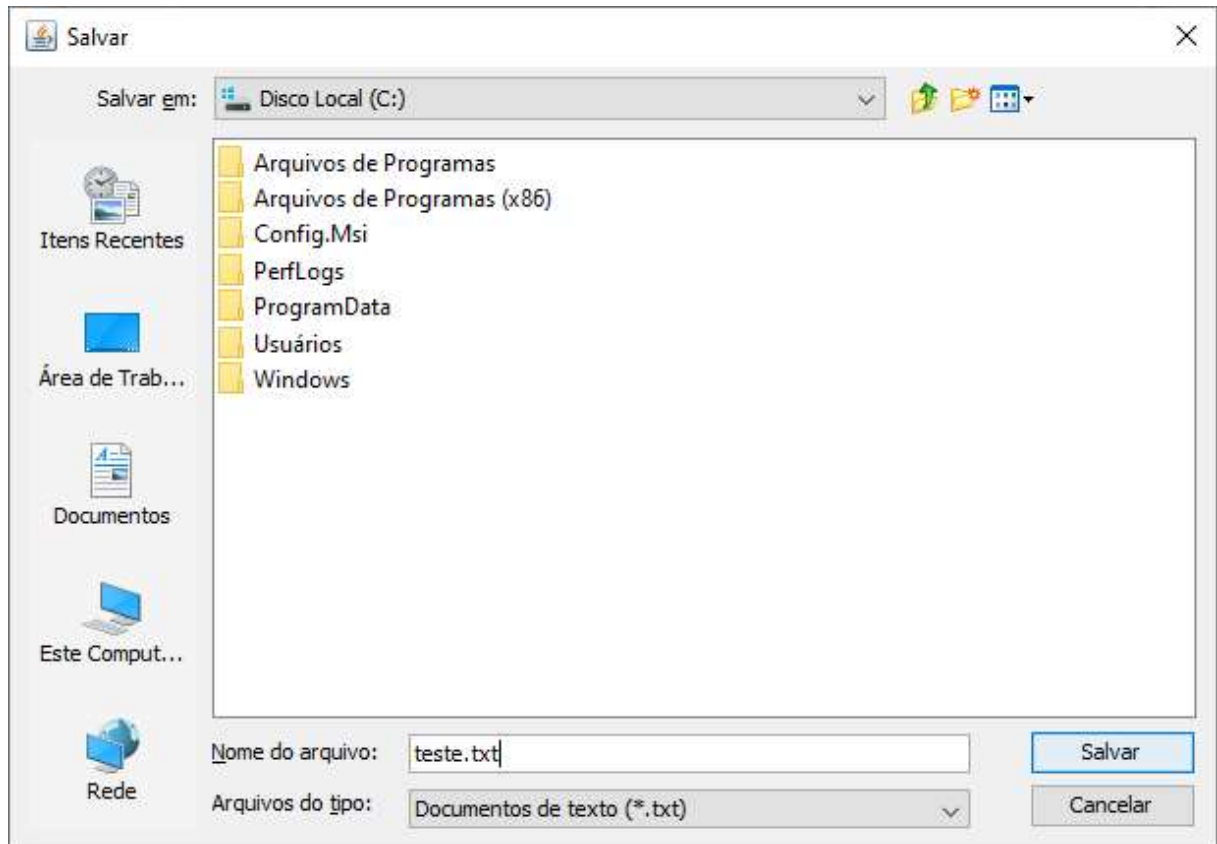 Salvar
Salvar em:
Disco Local (C:)
Itens Recentes
Área de Trab...
Documentos
Este Comput...
Rede
Arquivos de Programas
Arquivos de Programas (x86)
Config.Msi
PerfLogs
ProgramData
Usuários
Windows
Nome do arquivo:
teste.txt
Salvar
Arquivos do tipo:
Documentos de texto (*.txt)
Cancelar